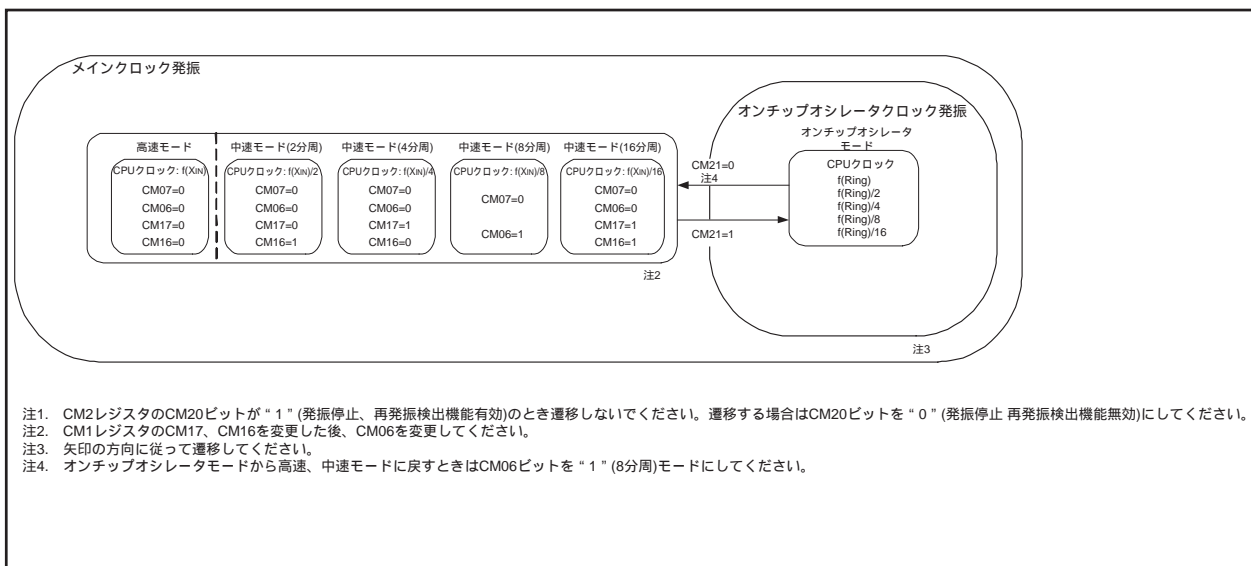 メインクロック発振
オンチップオシレータクロック発振
オンチップオシレータ
モード
高速モード
中速モード(2分周)
中速モード(4分周)
中速モード(8分周)
中速モード(16分周)
CPUクロック: f(XIN)
CM07=0
CM06=0
CM17=0
CM16=0
CPUクロック: f(XIN)/2
CM07=0
CM06=0
CM17=0
CM16=1
CPUクロック: f(XIN)/4
CM07=0
CM06=0
CM17=1
CM16=0
CPUクロック: f(XIN)/8
CM07=0
CM06=1
CPUクロック: f(XIN)/16
CM07=0
CM06=0
CM17=1
CM16=1
注2
CM21=0
注4
CM21=1
CPUクロック
f(Ring)
f(Ring)/2
f(Ring)/4
f(Ring)/8
f(Ring)/16
注3
注1. CM2レジスタのCM20ビットが“1”(発振停止、再発振検出機能有効)のとき遷移しないでください。遷移する場合はCM20ビットを“0”(発振停止 再発振検出機能無効)にしてください。
注2. CM1レジスタのCM17、CM16を変更した後、CM06を変更してください。
注3. 矢印の方向に従って遷移してください。
注4. オンチップオシレータモードから高速、中速モードに戻すときはCM06ビットを“1”(8分周)モードにしてください。